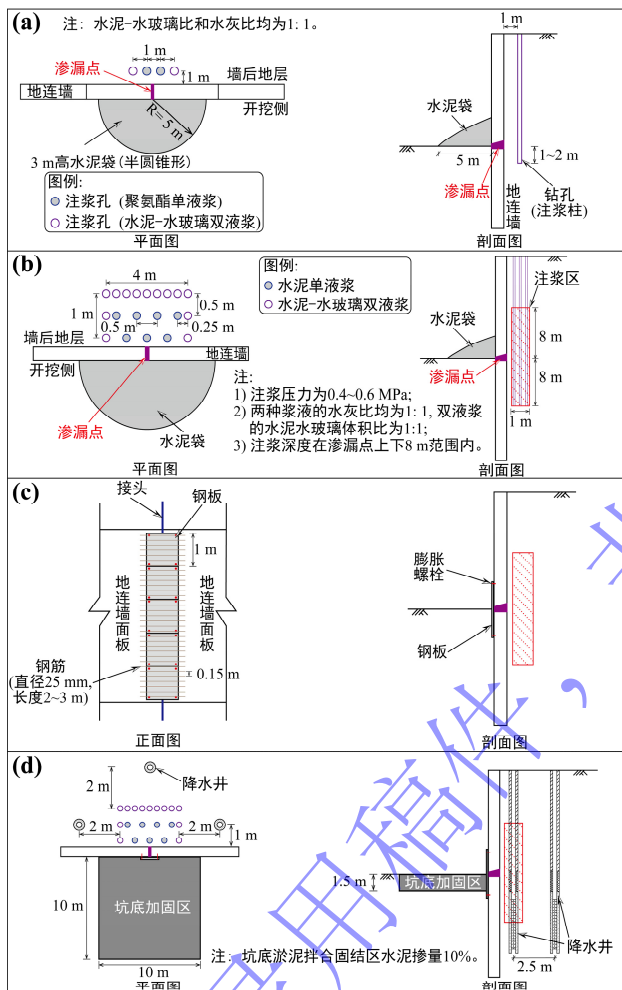 (a) 注：水泥-水玻璃比和水灰比均为1: 1。
1 m
1 m
渗漏点
墙后地层
地连墙
开挖侧
R= 5 m
3 m高水泥袋(半圆锥形)
图例:
注浆孔 (聚氨酯单液浆)
注浆孔 (水泥-水玻璃双液浆)
平面图
1 m
水泥袋
5 m
1~2 m
渗漏点
地连墙
钻孔
(注浆柱)
剖面图
(b)
4 m
1 m
0.5 m
0.5 m
0.25 m
墙后地层
地连墙
开挖侧
渗漏点
水泥袋
平面图
图例:
水泥单液浆
水泥-水玻璃双液浆
注:
1) 注浆压力为0.4~0.6 MPa;
2) 两种浆液的水灰比均为1: 1, 双液浆
的水泥水玻璃体积比为1:1;
3) 注浆深度在渗漏点上下8 m范围内。
注浆区
水泥袋
8 m
渗漏点
8 m
1 m
剖面图
(c)
接头
钢板
1 m
地连墙面板
地连墙面板
钢筋
(直径25 mm,
长度2~3 m)
0.15 m
正面图
膨胀
螺栓
钢板
剖面图
(d)
降水井
2 m
2 m
2 m
1 m
10 m
坑底加固区
10 m
平面图
注：坑底淤泥拌合固结区水泥掺量10%。
1.5 m
坑底加固区
降水井
2.5 m
剖面图
用稿件，